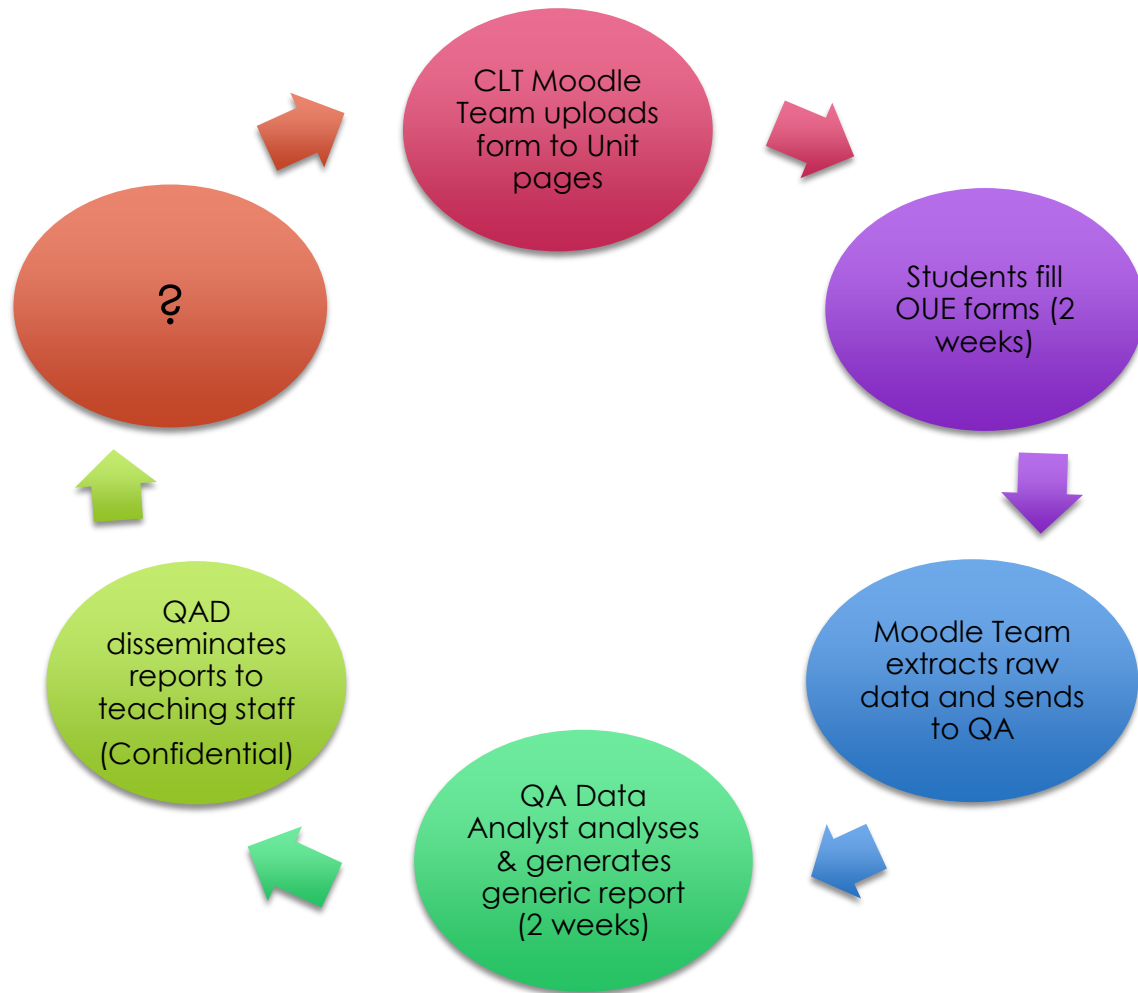 CLT Moodle
Team uploads
form to Unit
pages
Students fill
OUE forms (2
weeks)
Moodle Team
extracts raw
data and sends
to QA
QA Data
Analyst analyses
& generates
generic report
(2 weeks)
QAD
disseminates
reports to
teaching staff
(Confidential)
?